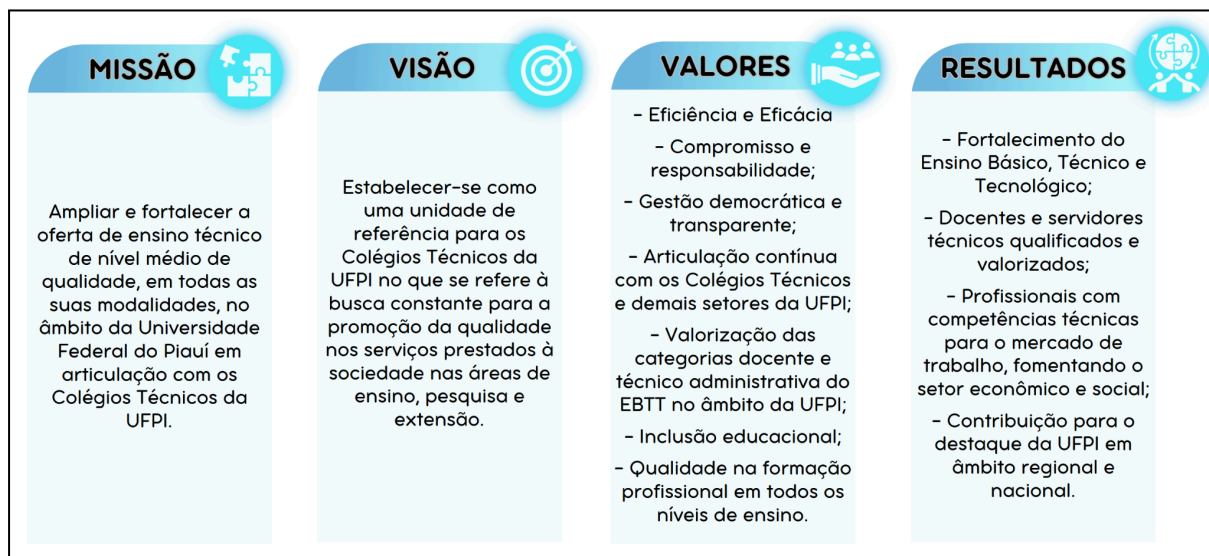 MISSÃO
Ampliar e fortalecer a
oferta de ensino técnico
de nível médio de
qualidade, em todas as
suas modalidades, no
âmbito da Universidade
Federal do Piauí em
articulação com os
Colégios Técnicos da
UFPI.
VISÃO
Estabelecer-se como
uma unidade de
referência para os
Colégios Técnicos da
UFPI no que se refere à
busca constante para a
promoção da qualidade
nos serviços prestados à
sociedade nas áreas de
ensino, pesquisa e
extensão.
VALORES
- Eficiência e Eficácia
- Compromisso e
responsabilidade;
- Gestão democrática e
transparente;
- Articulação contínua
com os Colégios Técnicos
e demais setores da UFPI;
- Valorização das
categorias docente e
técnico administrativa do
EBTT no âmbito da UFPI;
- Inclusão educacional;
- Qualidade na formação
profissional em todos os
níveis de ensino.
RESULTADOS
- Fortalecimento do
Ensino Básico, Técnico e
Tecnológico;
- Docentes e servidores
técnicos qualificados e
valorizados;
- Profissionais com
competências técnicas
para o mercado de
trabalho, fomentando o
setor econômico e social;
- Contribuição para o
destaque da UFPI em
âmbito regional e
nacional.